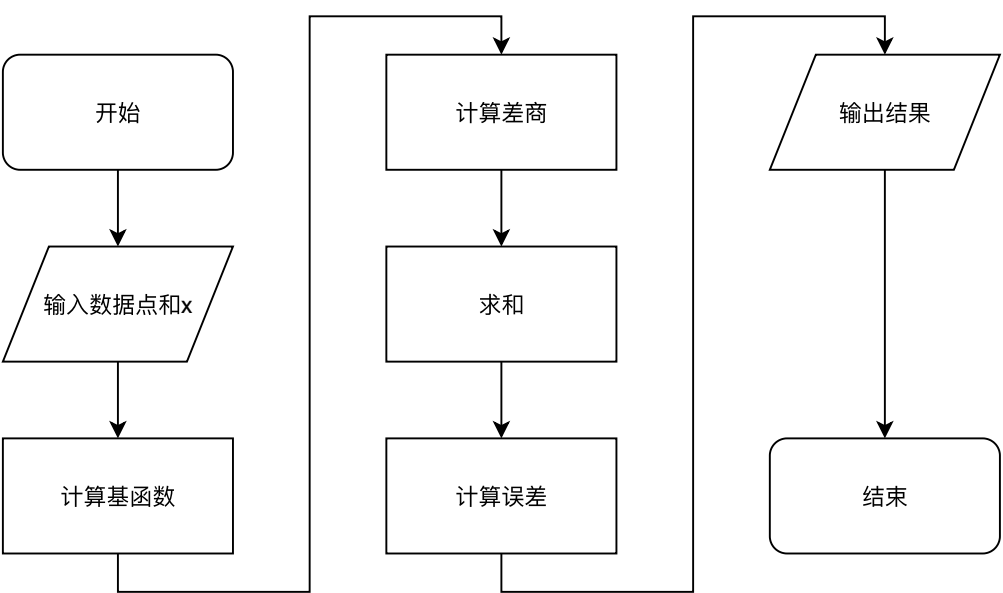 开始
输入数据点和x
计算基函数
计算差商
求和
计算误差
输出结果
结束